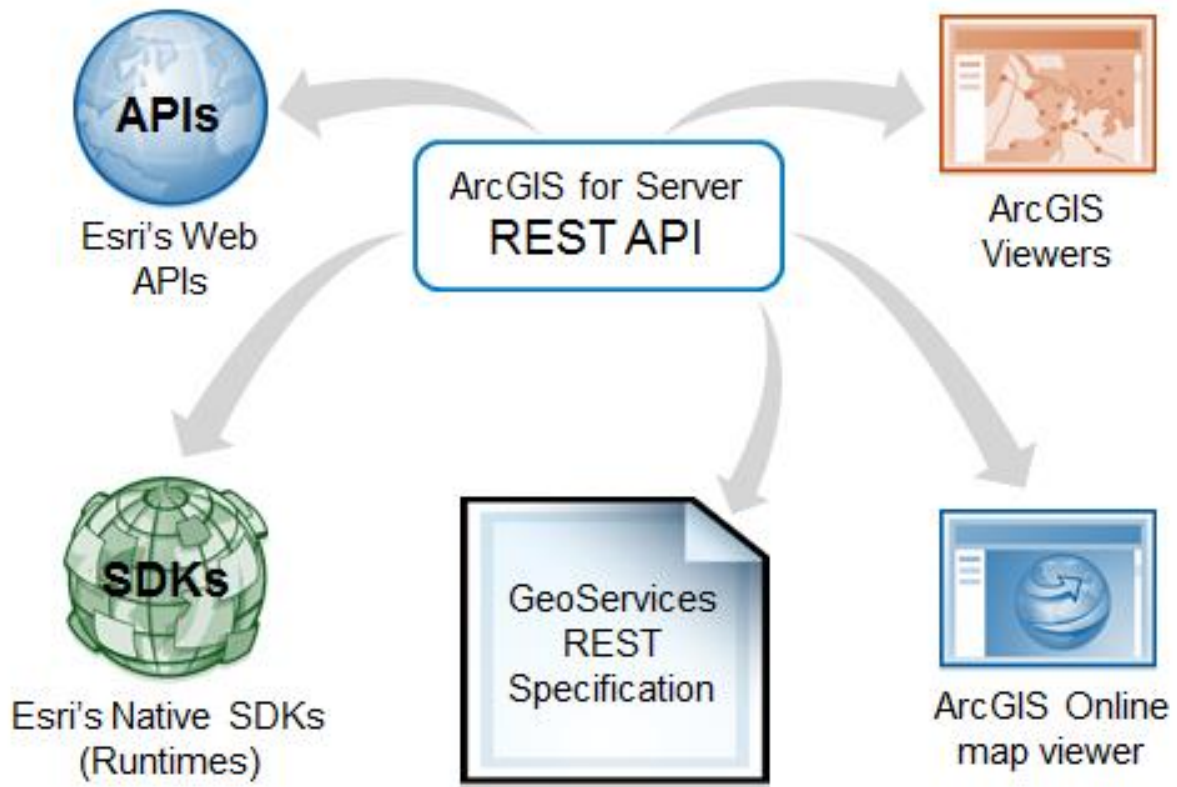 APIs
Esri's Web
APIs
ArcGIS for Server
REST API
ArcGIS
Viewers
SDKs
Esri's Native SDKs
(Runtimes)
GeoServices
REST
Specification
ArcGIS Online
map viewer